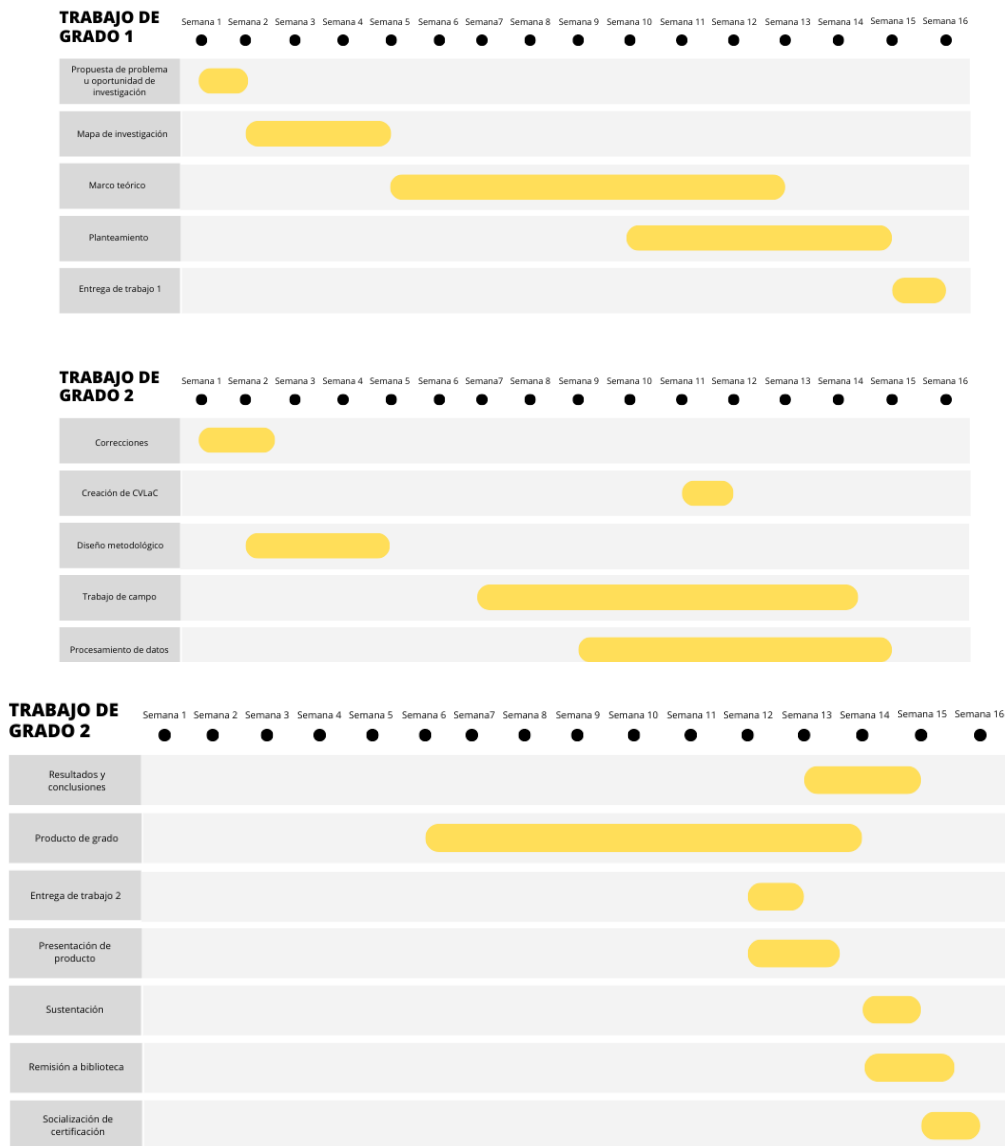 TRABAJO DE
GRADO 1
Semana 1 Semana 2 Semana 3 Semana 4 Semana 5 Semana 6 Semana7 Semana 8 Semana 9 Semana 10 Semana 11 Semana 12 Semana 13 Semana 14 Semana 15 Semana 16
Propuesta de problema
u oportunidad de
investigación
Mapa de investigación
Marco teórico
Planteamiento
Entrega de trabajo 1
TRABAJO DE
GRADO 2
Semana 1 Semana 2 Semana 3 Semana 4 Semana 5 Semana 6 Semana7 Semana 8 Semana 9 Semana 10 Semana 11 Semana 12 Semana 13 Semana 14 Semana 15 Semana 16
Correcciones
Creación de CVLaC
Diseño metodológico
Trabajo de campo
Procesamiento de datos
TRABAJO DE
GRADO 2
Semana 1 Semana 2 Semana 3 Semana 4 Semana 5 Semana 6 Semana7 Semana 8 Semana 9 Semana 10 Semana 11 Semana 12 Semana 13 Semana 14 Semana 15 Semana 16
Resultados y
conclusiones
Producto de grado
Entrega de trabajo 2
Presentación de
producto
Sustentación
Remisión a biblioteca
Socialización de
certificación